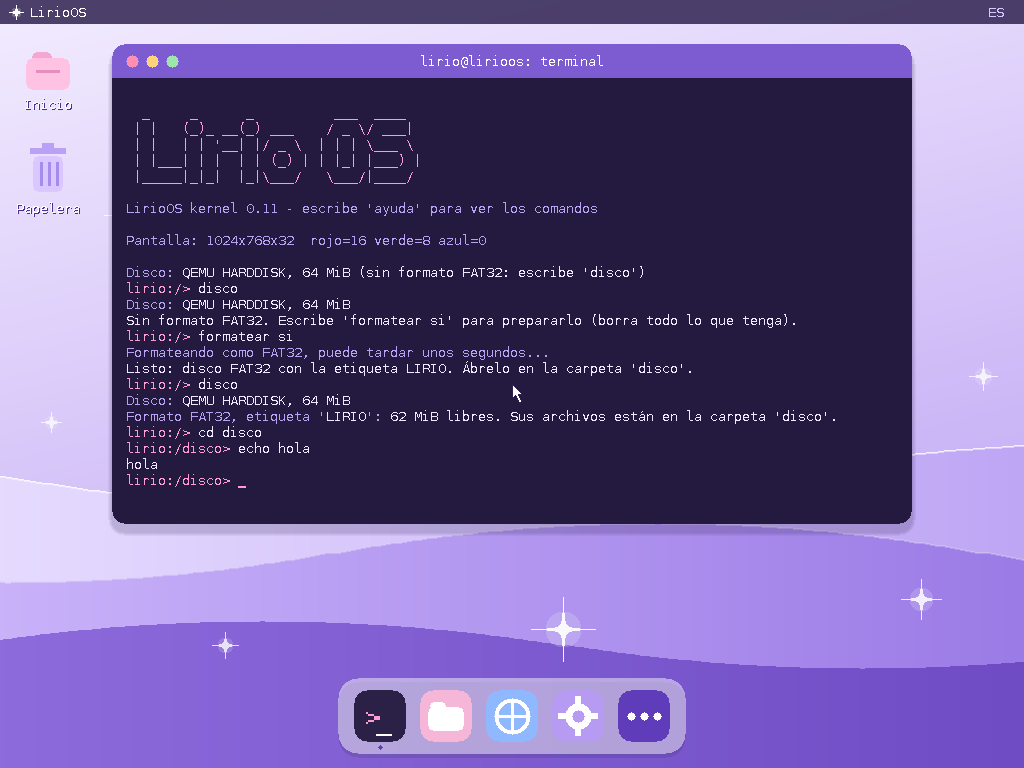 LirioOS
ES
Inicio
Papelera
lirio@lirioos: terminal
Lirio OS
LirioOS kernel 0.11 - escribe 'ayuda' para ver los comandos
Pantalla: 1024x768x32  rojo=16 verde=8 azul=0
Disco: QEMU HARDDISK, 64 MiB (sin formato FAT32: escribe 'disco')
lirio:/> disco
Disco: QEMU HARDDISK, 64 MiB
Sin formato FAT32. Escribe 'formatear si' para prepararlo (borra todo lo que tenga).
lirio:/> formatear si
Formateando como FAT32, puede tardar unos segundos...
Listo: disco FAT32 con la etiqueta LIRIO. Ábrelo en la carpeta 'disco'.
lirio:/> disco
Disco: QEMU HARDDISK, 64 MiB
Formato FAT32, etiqueta 'LIRIO': 62 MiB libres. Sus archivos están en la carpeta 'disco'.
lirio:/> cd disco
lirio:/disco> echo hola
hola
lirio:/disco> _
>_